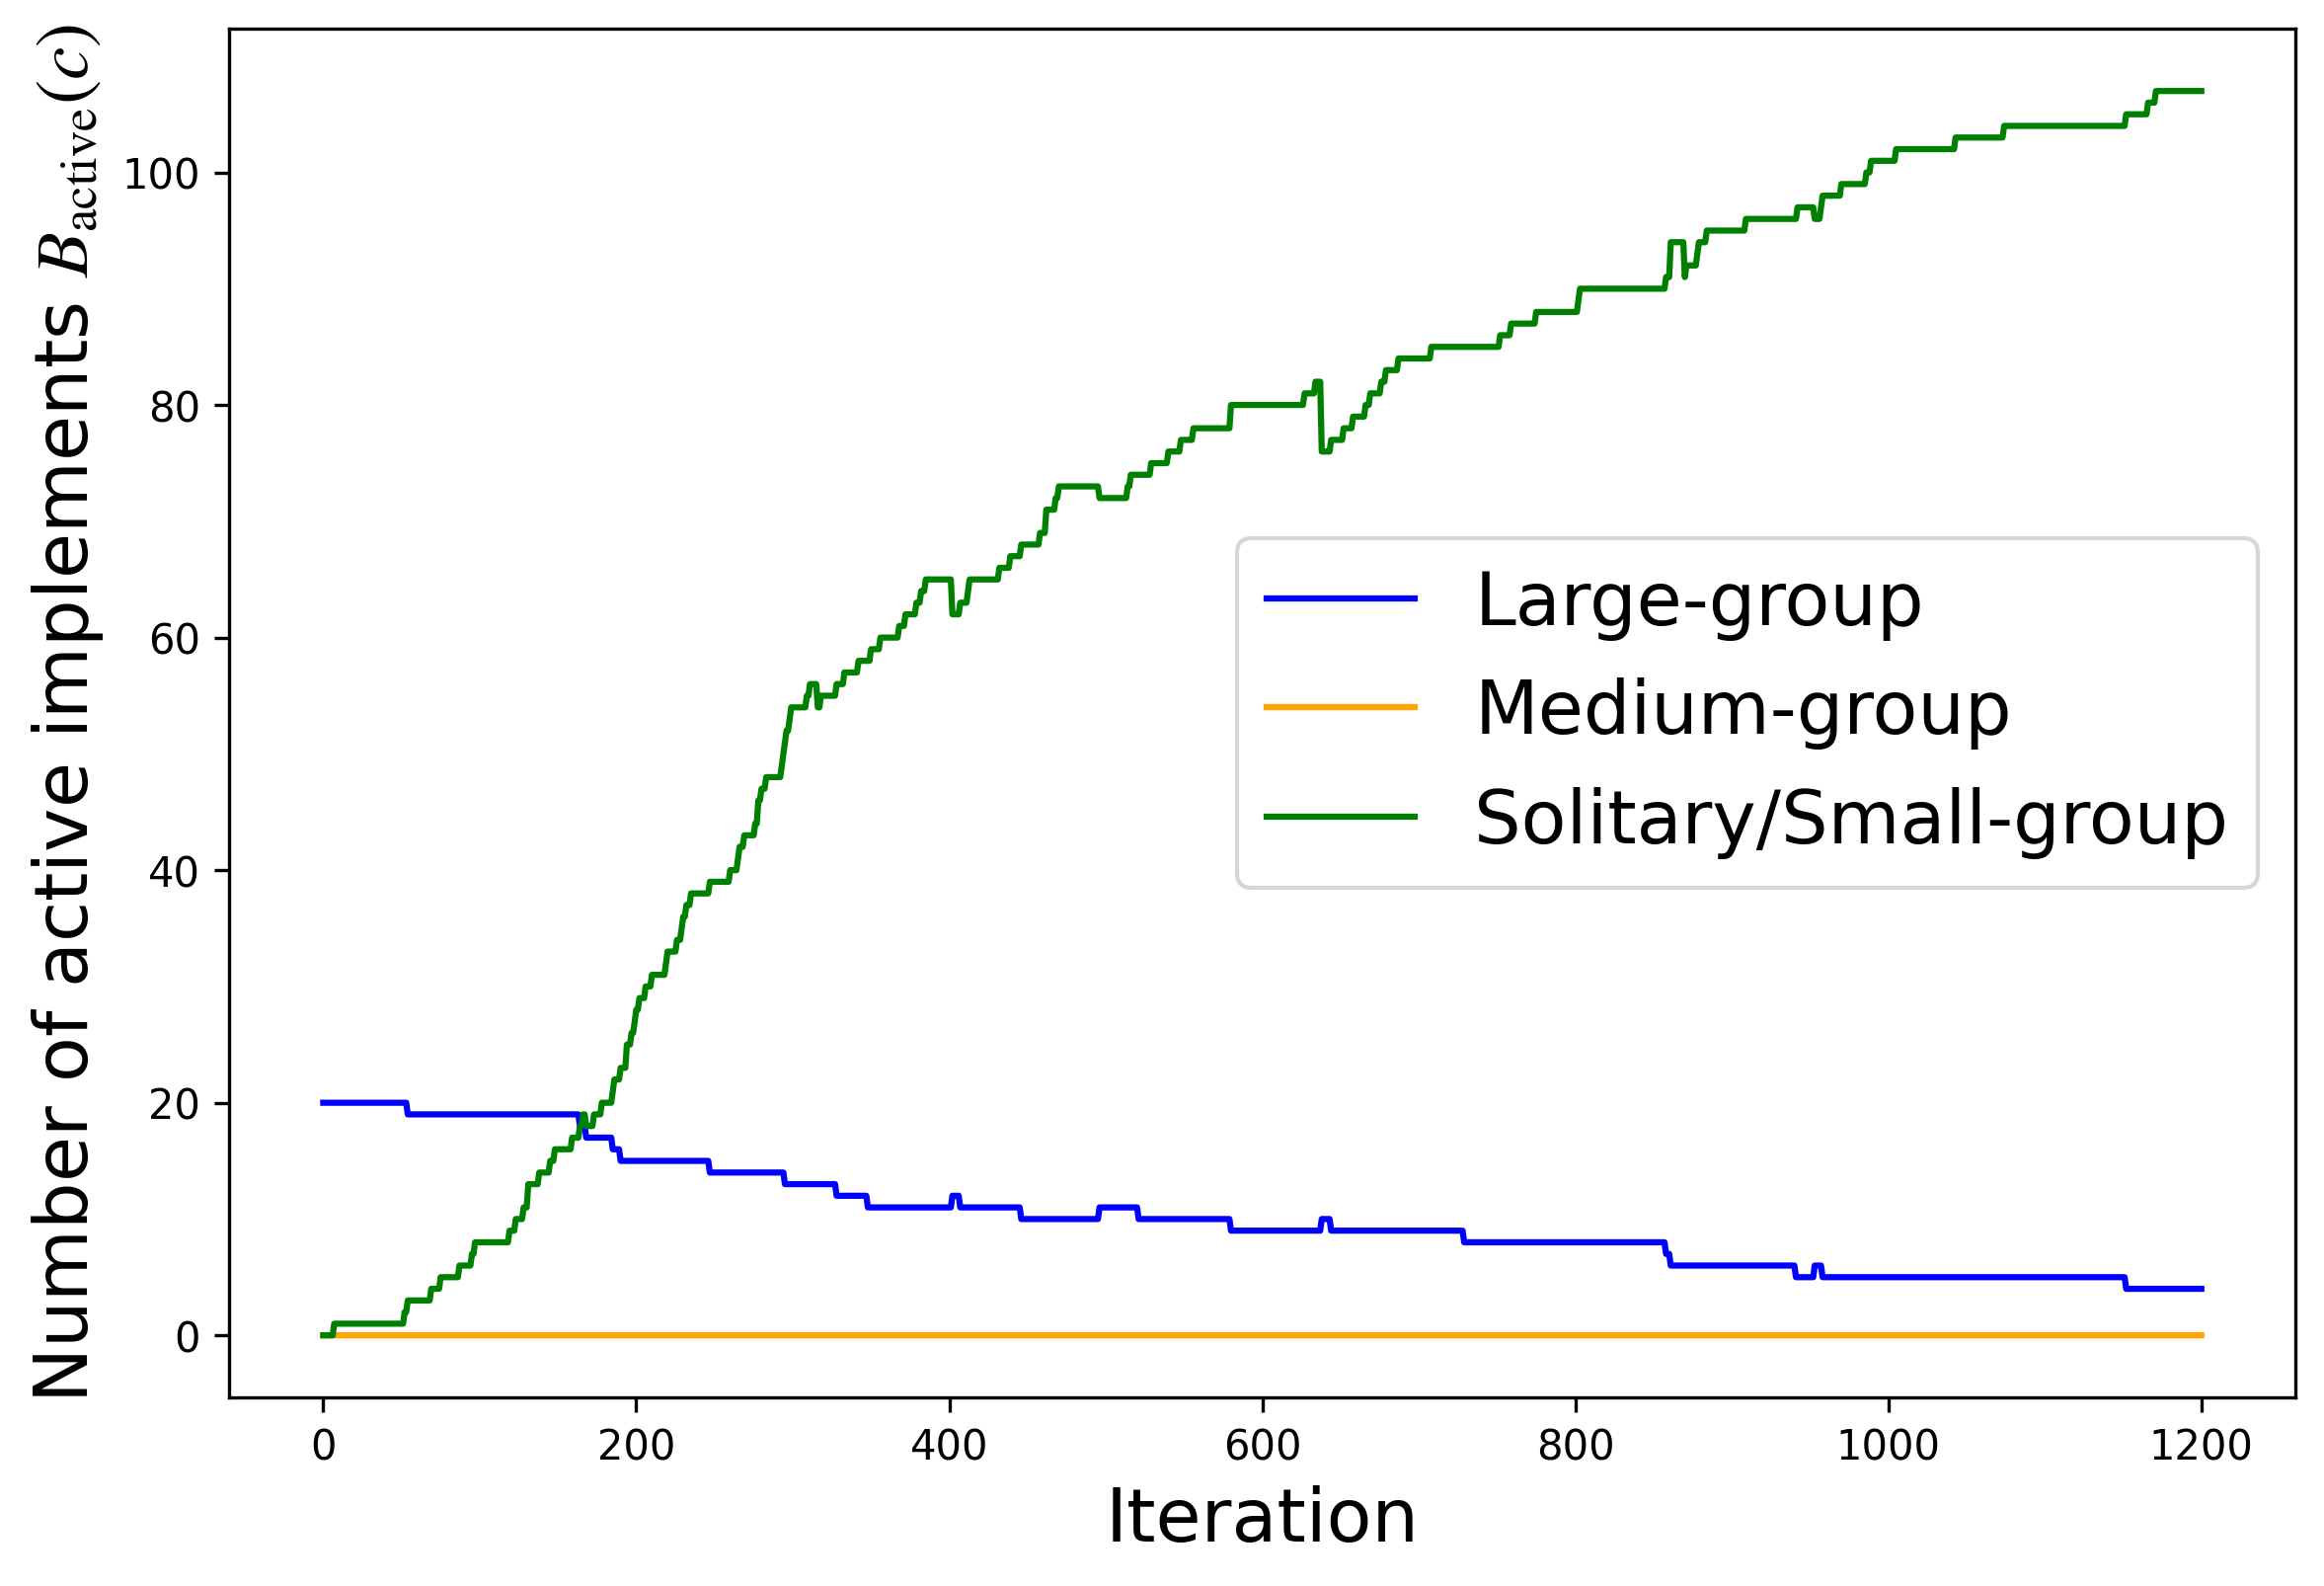 Number of active implements B_active(c)
100
80
60
40
20
0
Large-group
Medium-group
Solitary/Small-group
0 200 400 600 800 1000 1200
Iteration